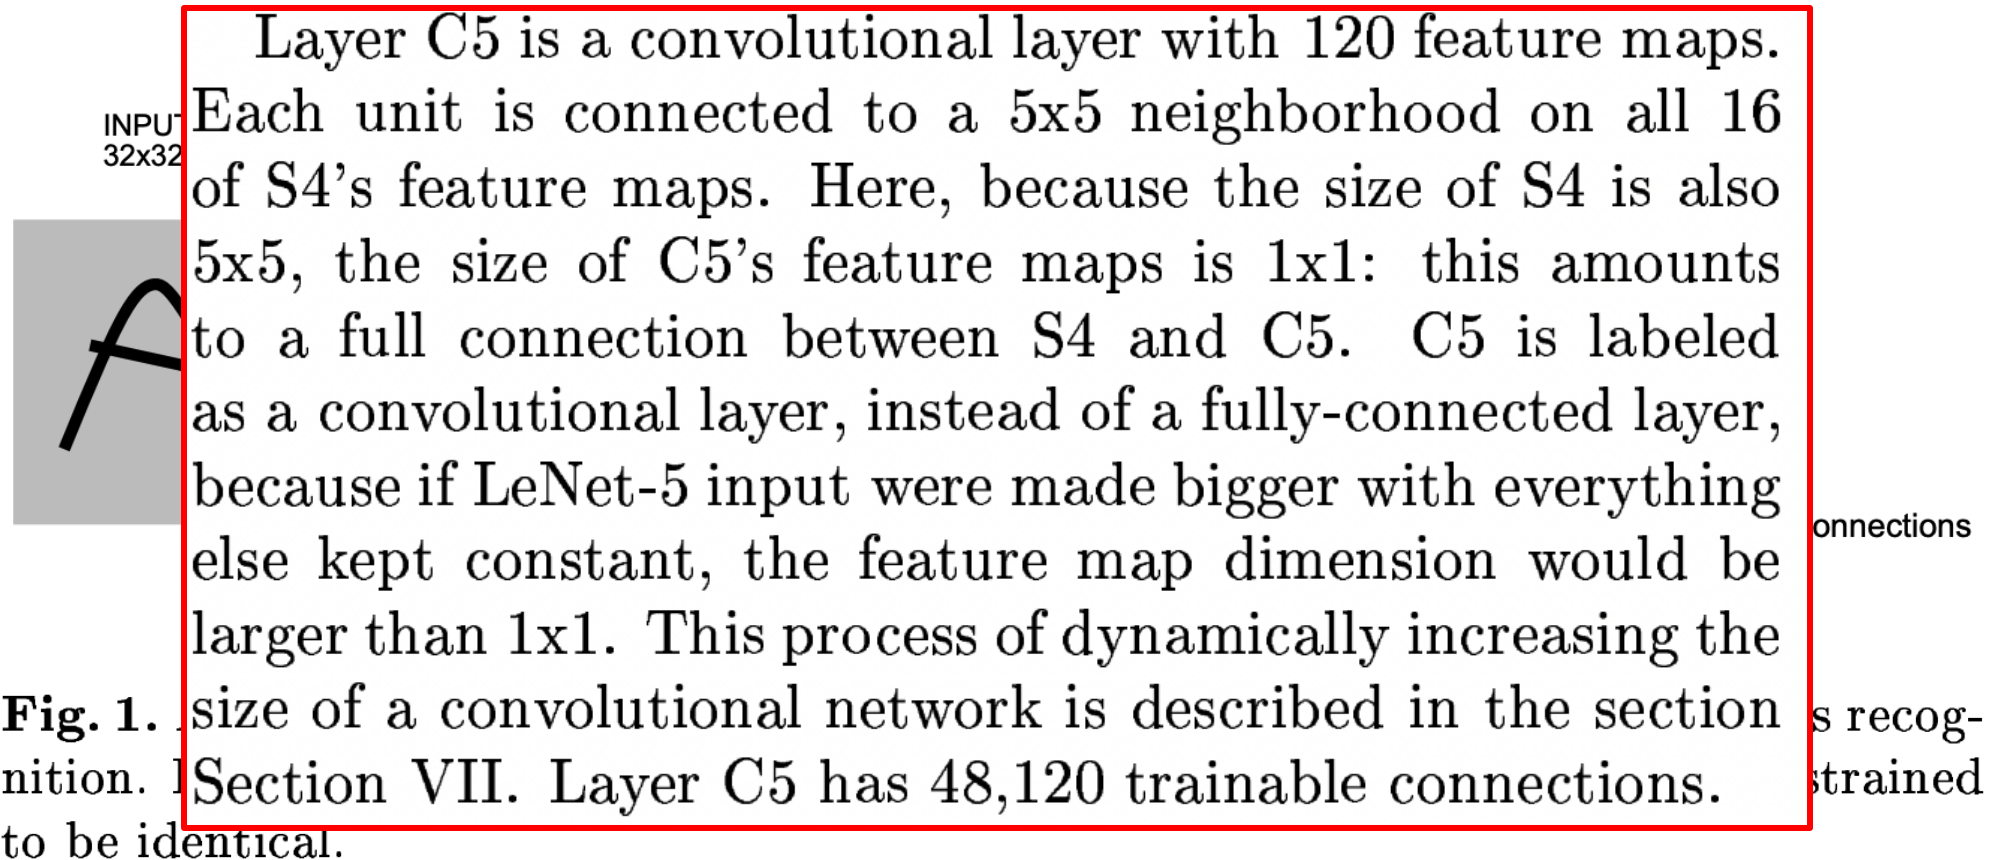 Layer C5 is a convolutional layer with 120 feature maps.
Each unit is connected to a 5x5 neighborhood on all 16
of S4's feature maps. Here, because the size of S4 is also
5x5, the size of C5's feature maps is 1x1: this amounts
to a full connection between S4 and C5. C5 is labeled
as a convolutional layer, instead of a fully-connected layer,
because if LeNet-5 input were made bigger with everything
else kept constant, the feature map dimension would be
larger than 1x1. This process of dynamically increasing the
size of a convolutional network is described in the section
Section VII. Layer C5 has 48,120 trainable connections.
32x32
onnections
Fig. 1.
s recog-
nition.
strained
to be identical.